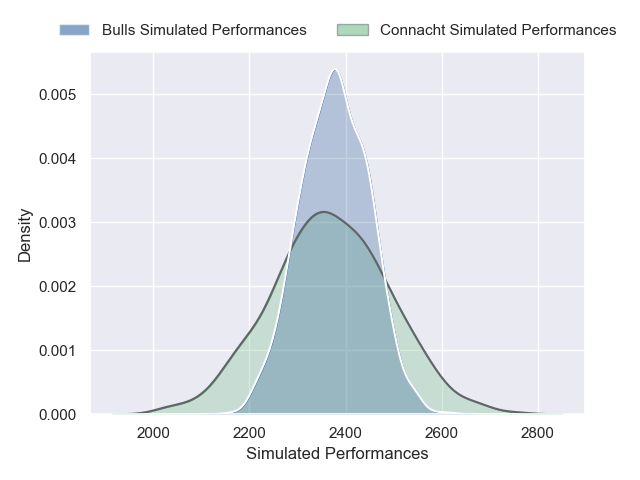 Bulls Simulated Performances
Connacht Simulated Performances
Density
0.005
0.004
0.003
0.002
0.001
0.000
2000
2200
2400
2600
2800
Simulated Performances